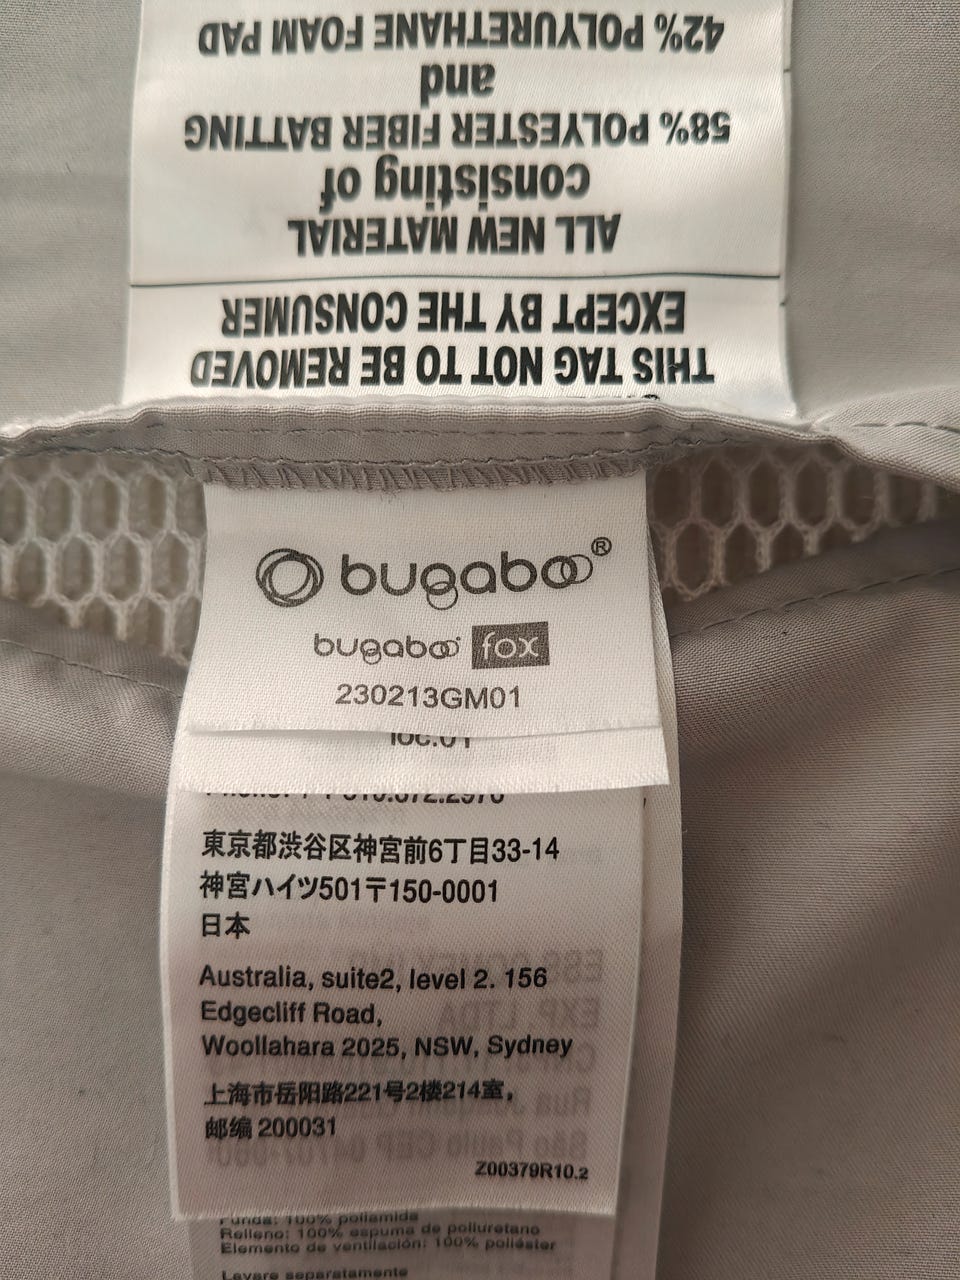 42% POLYURETHANE FOAM PAD
and
58% POLYESTER FIBER BATTING
consisting of
ALL NEW MATERIAL
EXCEPT BY THE CONSUMER
THIS TAG NOT TO BE REMOVED
bugaboo®
bugaboo fox
230213GM01
loc.01
東京都渋谷区神宮前6丁目33-14
神宮ハイツ501〒150-0001
日本
Australia, suite2, level 2. 156
Edgecliff Road,
Woollahara 2025, NSW, Sydney
上海市岳阳路221号2楼214室，
邮编 200031
Z00379R10.2
Funda: 100% poliamida
Relleno: 100% espuma de poliuretano
Elemento de ventilación: 100% poliéster
Lavare separatamente